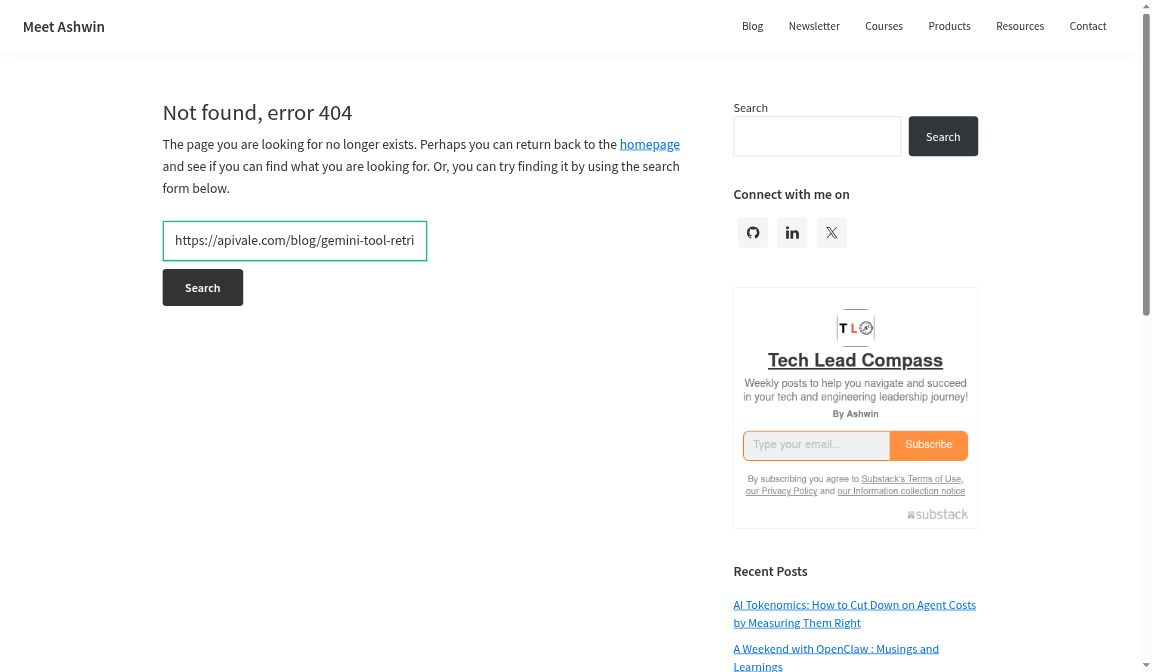 Meet Ashwin
Blog
Newsletter
Courses
Products
Resources
Contact
Not found, error 404
The page you are looking for no longer exists. Perhaps you can return back to the homepage
and see if you can find what you are looking for. Or, you can try finding it by using the search
form below.
https://apivale.com/blog/gemini-tool-retri
Search
Search
Search
Connect with me on
TLO
Tech Lead Compass
Weekly posts to help you navigate and succeed
in your tech and engineering leadership journey!
By Ashwin
Type your email...
Subscribe
By subscribing you agree to Substack's Terms of Use,
our Privacy Policy and our Information collection notice
substack
Recent Posts
AI Tokenomics: How to Cut Down on Agent Costs
by Measuring Them Right
A Weekend with OpenClaw : Musings and
Learnings